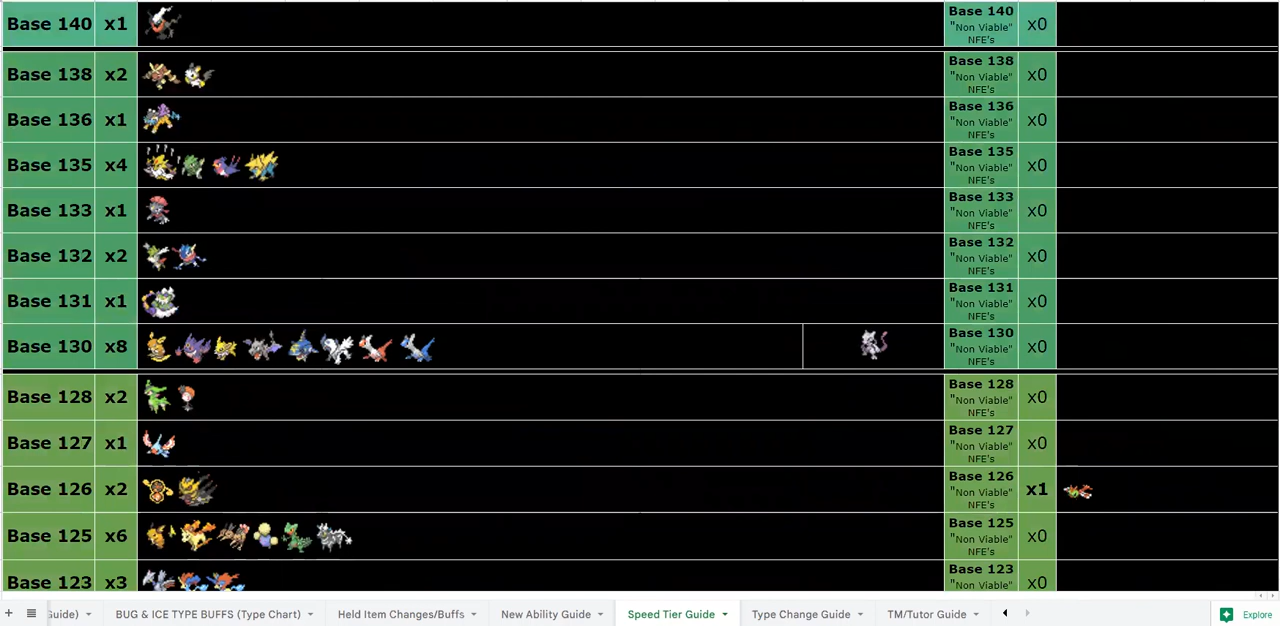 Base 140 x1 Base 140 "Non Viable" NFE's x0
Base 138 x2 Base 138 "Non Viable" NFE's x0
Base 136 x1 Base 136 "Non Viable" NFE's x0
Base 135 x4 Base 135 "Non Viable" NFE's x0
Base 133 x1 Base 133 "Non Viable" NFE's x0
Base 132 x2 Base 132 "Non Viable" NFE's x0
Base 131 x1 Base 131 "Non Viable" NFE's x0
Base 130 x8 Base 130 "Non Viable" NFE's x0
Base 128 x2 Base 128 "Non Viable" NFE's x0
Base 127 x1 Base 127 "Non Viable" NFE's x0
Base 126 x2 Base 126 "Non Viable" NFE's x1
Base 125 x6 Base 125 "Non Viable" NFE's x0
Base 123 x3 Base 123 "Non Viable" x0
Guide) BUG & ICE TYPE BUFFS (Type Chart) Held Item Changes/Buffs New Ability Guide Speed Tier Guide Type Change Guide TM/Tutor Guide Explore